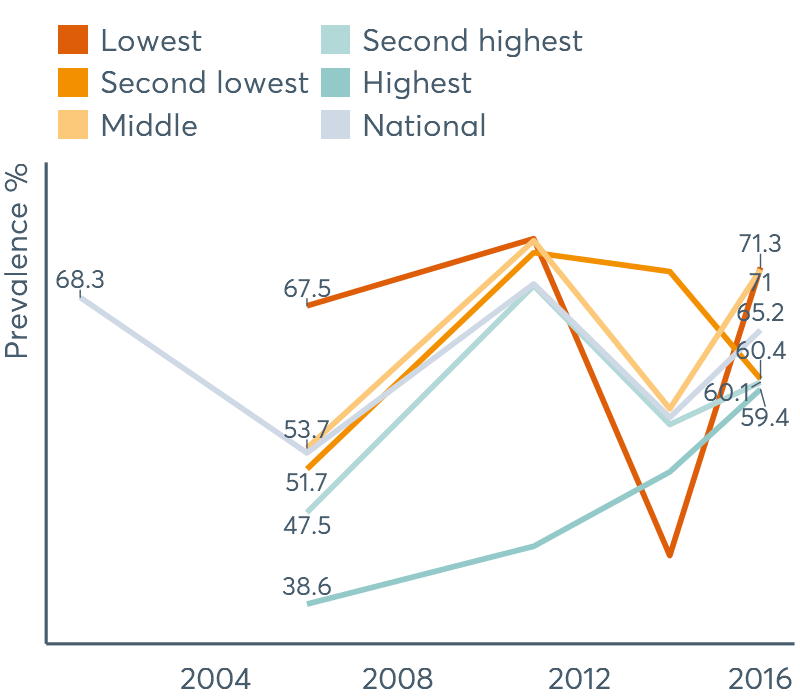 Lowest
Second highest
Second lowest
Highest
Middle
National
Prevalence %
68.3
67.5
53.7
51.7
47.5
38.6
71.3
71
65.2
60.4
60.1
59.4
2004
2008
2012
2016